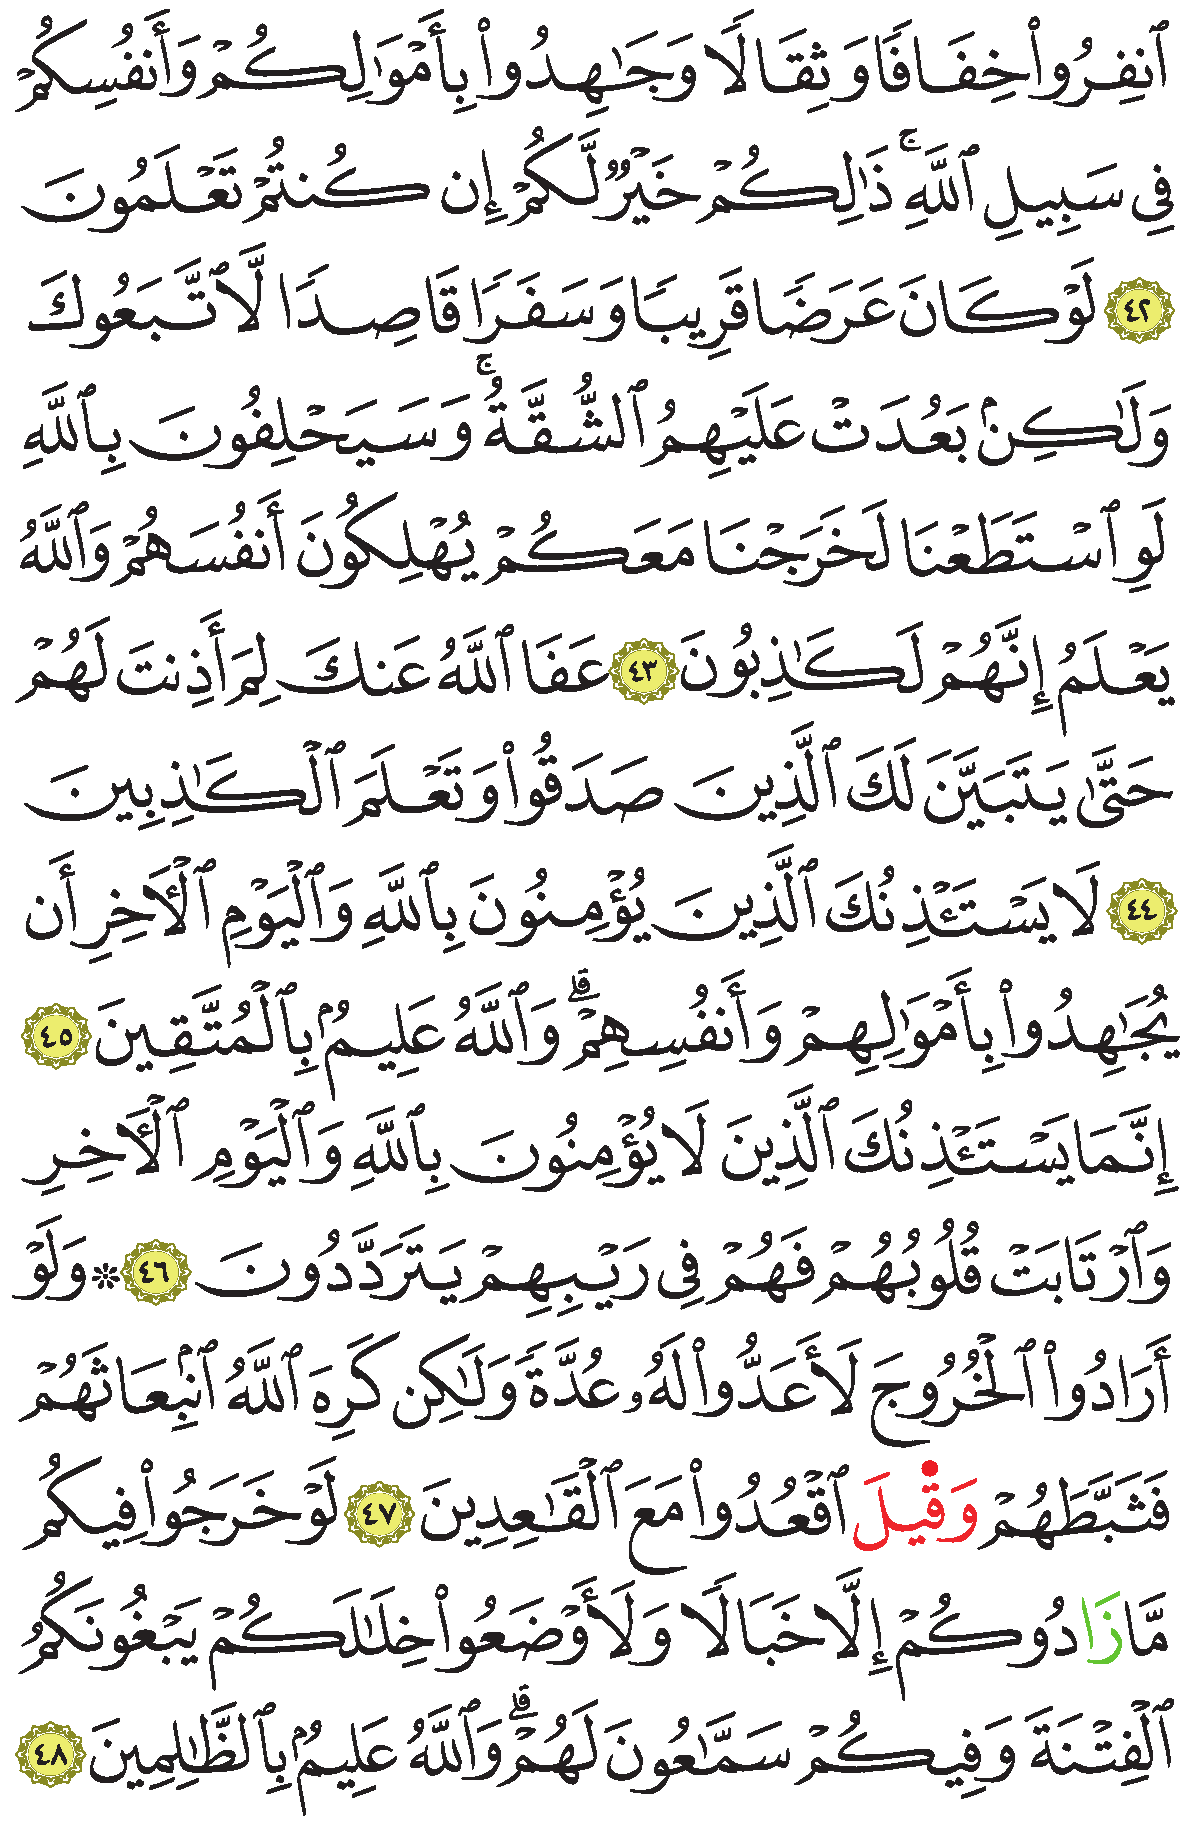 ٱنفِرُواْ خِفَافًا وَثِقَالًا وَجَٰهِدُواْ بِأَمۡوَٰلِكُمۡ وَأَنفُسِكُمۡ
فِي سَبِيلِ ٱللَّهِۚ ذَٰلِكُمۡ خَيۡرٞ لَّكُمۡ إِن كُنتُمۡ تَعۡلَمُونَ
٤٢ لَوۡ كَانَ عَرَضًا قَرِيبًا وَسَفَرًا قَاصِدًا لَّٱتَّبَعُوكَ
وَلَٰكِنۢ بَعُدَتۡ عَلَيۡهِمُ ٱلشُّقَّةُۚ وَسَيَحۡلِفُونَ بِٱللَّهِ
لَوِ ٱسۡتَطَعۡنَا لَخَرَجۡنَا مَعَكُمۡ يُهۡلِكُونَ أَنفُسَهُمۡ وَٱللَّهُ
يَعۡلَمُ إِنَّهُمۡ لَكَٰذِبُونَ ٤٣ عَفَا ٱللَّهُ عَنكَ لِمَ أَذِنتَ لَهُمۡ
حَتَّىٰ يَتَبَيَّنَ لَكَ ٱلَّذِينَ صَدَقُواْ وَتَعۡلَمَ ٱلۡكَٰذِبِينَ
٤٤ لَا يَسۡتَـٔۡذِنُكَ ٱلَّذِينَ يُؤۡمِنُونَ بِٱللَّهِ وَٱلۡيَوۡمِ ٱلۡأَخِرِ أَن
يُجَٰهِدُواْ بِأَمۡوَٰلِهِمۡ وَأَنفُسِهِمۡۗ وَٱللَّهُ عَلِيمُۢ بِٱلۡمُتَّقِينَ ٤٥
إِنَّمَا يَسۡتَـٔۡذِنُكَ ٱلَّذِينَ لَا يُؤۡمِنُونَ بِٱللَّهِ وَٱلۡيَوۡمِ ٱلۡأَخِرِ
وَٱرۡتَابَتۡ قُلُوبُهُمۡ فَهُمۡ فِي رَيۡبِهِمۡ يَتَرَدَّدُونَ ٤٦ ۞ وَلَوۡ
أَرَادُواْ ٱلۡخُرُوجَ لَأَعَدُّواْ لَهُۥ عُدَّةً وَلَٰكِن كَرِهَ ٱللَّهُ ٱنۢبِعَاثَهُمۡ
فَثَبَّطَهُمۡ وَقِيلَ ٱقۡعُدُواْ مَعَ ٱلۡقَٰعِدِينَ ٤٧ لَوۡ خَرَجُواْ فِيكُم
مَّا زَادُوكُمۡ إِلَّا خَبَالًا وَلَأَوۡضَعُواْ خِلَٰلَكُمۡ يَبۡغُونَكُمُ
ٱلۡفِتۡنَةَ وَفِيكُمۡ سَمَّٰعُونَ لَهُمۡۗ وَٱللَّهُ عَلِيمُۢ بِٱلظَّٰلِمِينَ ٤٨